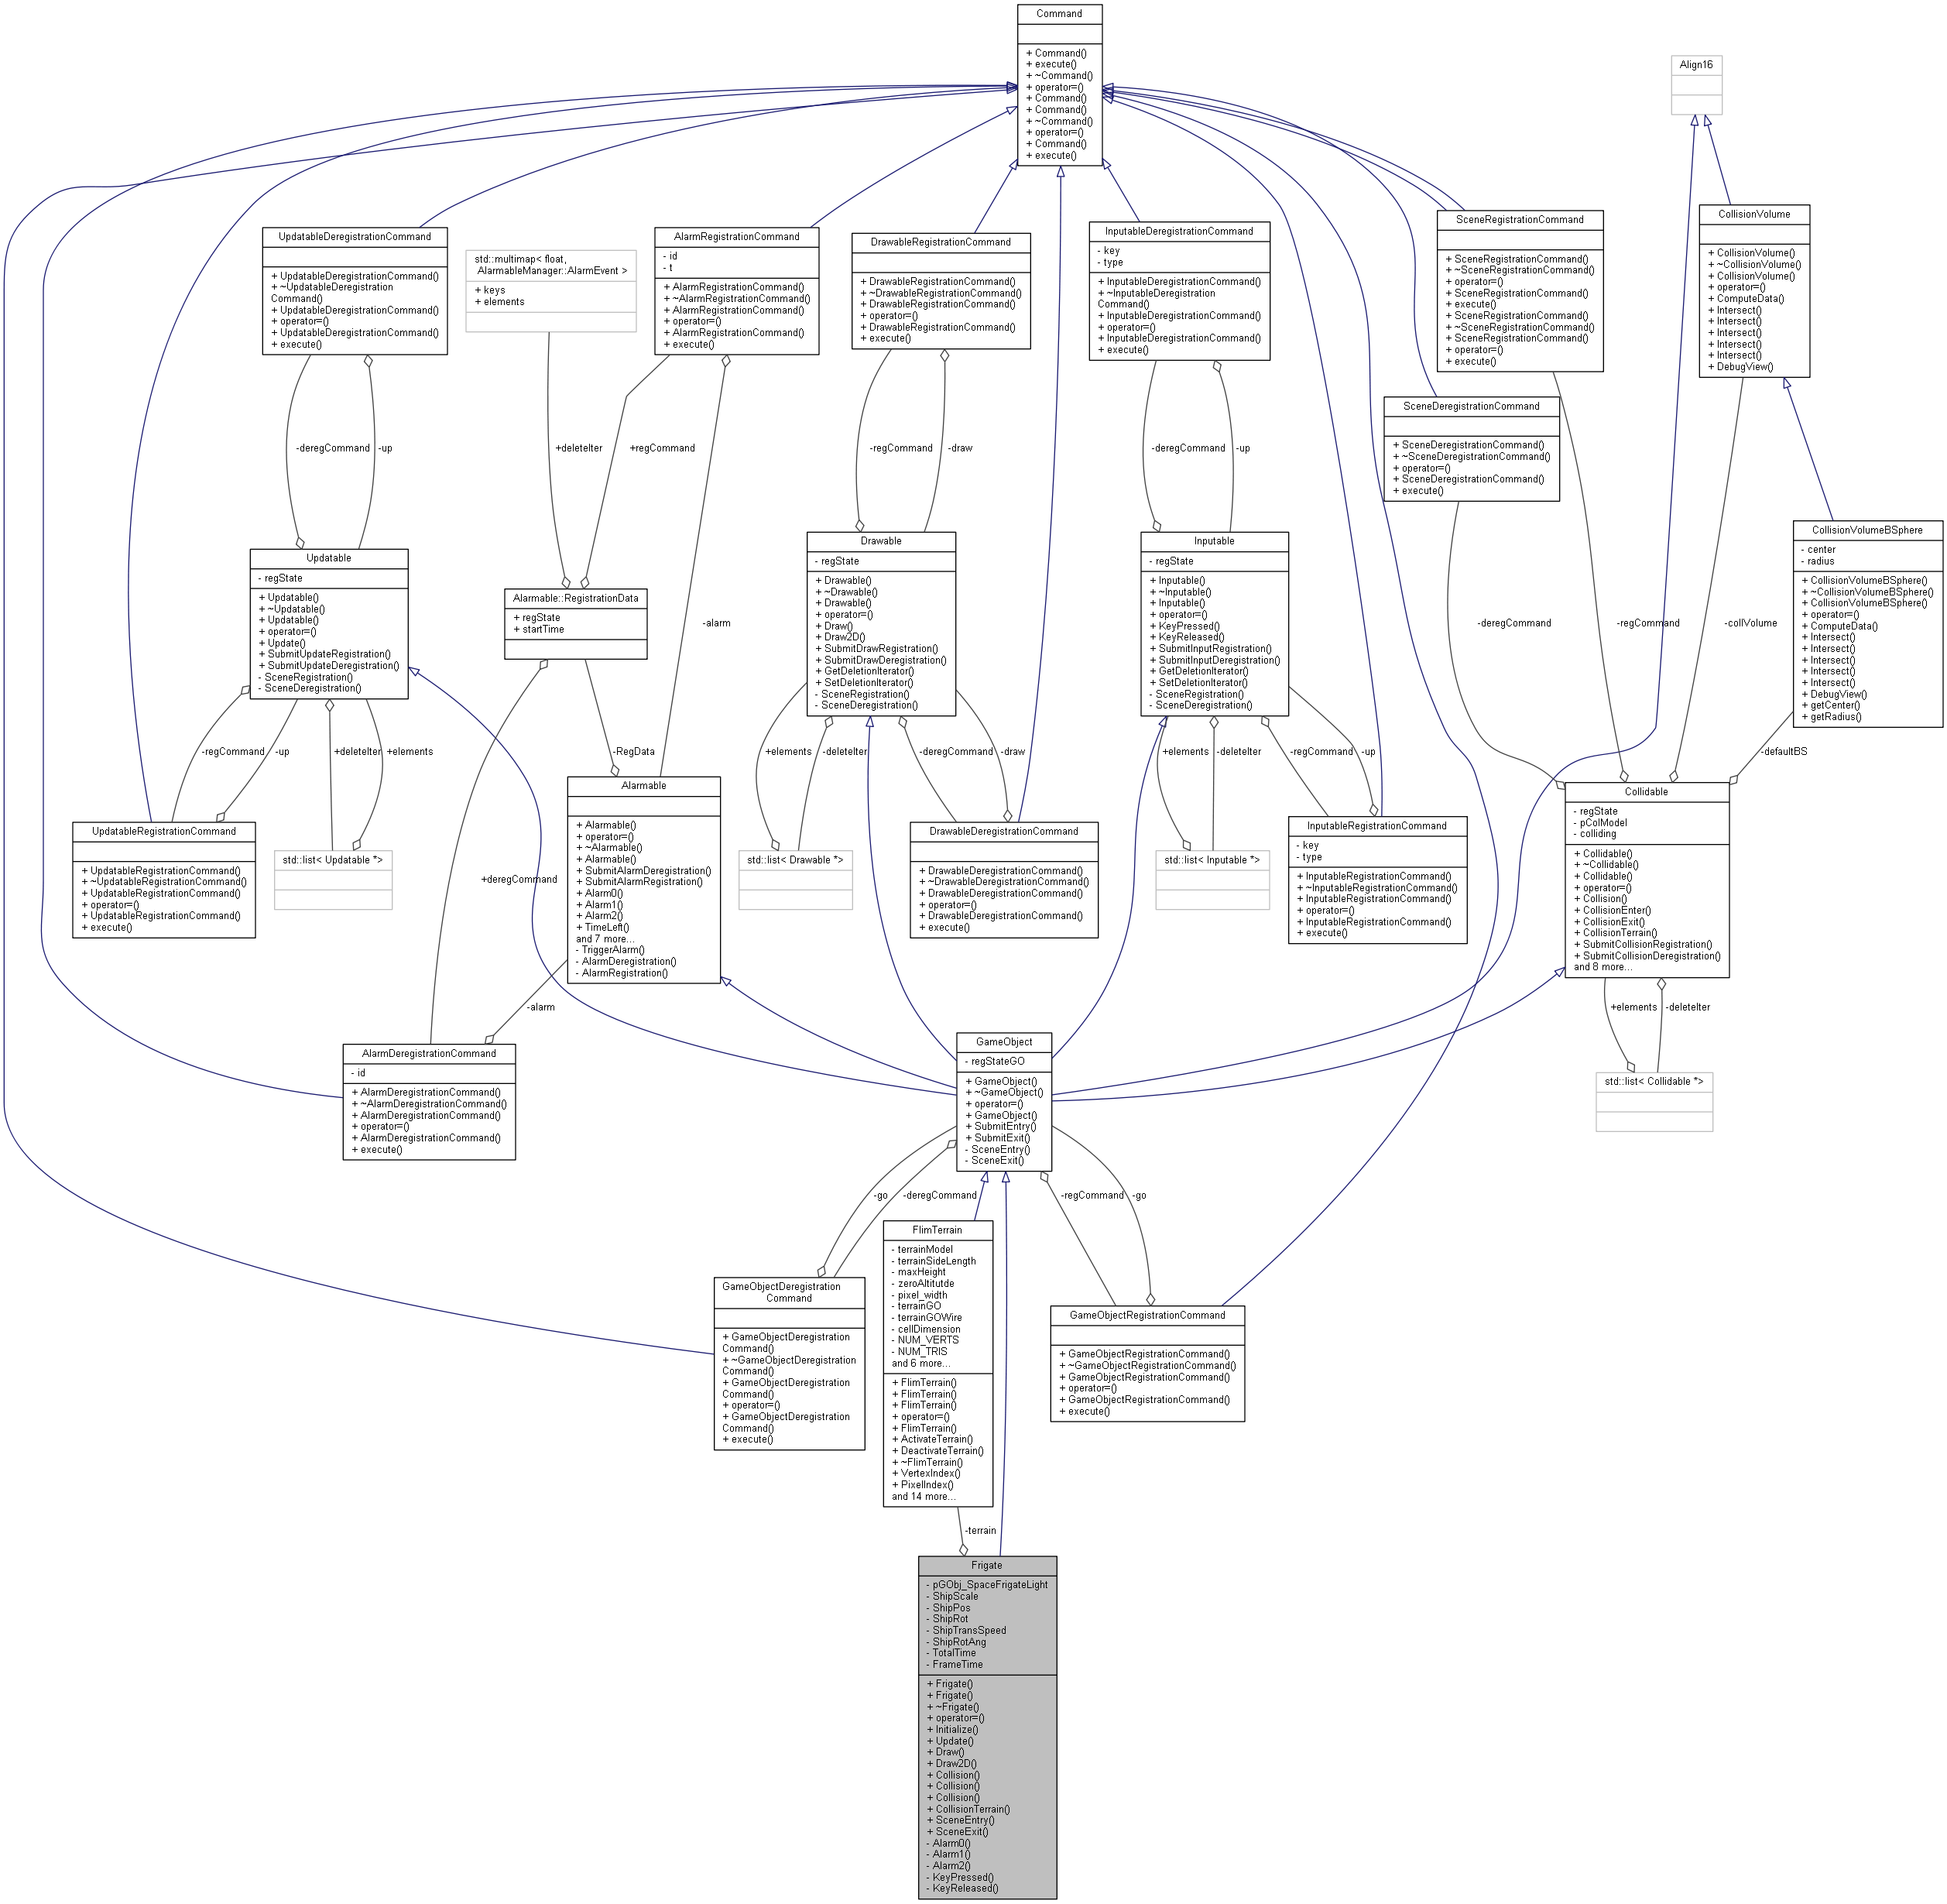 Command
+ Command()
+ execute()
+ ~Command()
+ operator=()
+ Command()
+ Command()
+ ~Command()
+ operator=()
+ Command()
+ execute()
Align16
UpdatableDeregistrationCommand
+ UpdatableDeregistrationCommand()
+ ~UpdatableDeregistration
Command()
+ UpdatableDeregistrationCommand()
+ operator=()
+ UpdatableDeregistrationCommand()
+ execute()
std::multimap< float,
AlarmableManager::AlarmEvent >
+ keys
+ elements
AlarmRegistrationCommand
- id
- t
+ AlarmRegistrationCommand()
+ ~AlarmRegistrationCommand()
+ AlarmRegistrationCommand()
+ operator=()
+ AlarmRegistrationCommand()
+ execute()
DrawableRegistrationCommand
+ DrawableRegistrationCommand()
+ ~DrawableRegistrationCommand()
+ DrawableRegistrationCommand()
+ operator=()
+ DrawableRegistrationCommand()
+ execute()
InputableDeregistrationCommand
- key
- type
+ InputableDeregistrationCommand()
+ ~InputableDeregistration
Command()
+ InputableDeregistrationCommand()
+ operator=()
+ InputableDeregistrationCommand()
+ execute()
SceneRegistrationCommand
+ SceneRegistrationCommand()
+ ~SceneRegistrationCommand()
+ operator=()
+ SceneRegistrationCommand()
+ execute()
+ SceneRegistrationCommand()
+ ~SceneRegistrationCommand()
+ SceneRegistrationCommand()
+ operator=()
+ execute()
CollisionVolume
+ CollisionVolume()
+ ~CollisionVolume()
+ CollisionVolume()
+ operator=()
+ ComputeData()
+ Intersect()
+ Intersect()
+ Intersect()
+ Intersect()
+ Intersect()
+ DebugView()
SceneDeregistrationCommand
+ SceneDeregistrationCommand()
+ ~SceneDeregistrationCommand()
+ operator=()
+ SceneDeregistrationCommand()
+ execute()
-deregCommand
-up
+deleteIter
+regCommand
-regCommand
-draw
-deregCommand
-up
CollisionVolumeBSphere
- center
- radius
+ CollisionVolumeBSphere()
+ ~CollisionVolumeBSphere()
+ CollisionVolumeBSphere()
+ operator=()
+ ComputeData()
+ Intersect()
+ Intersect()
+ Intersect()
+ Intersect()
+ Intersect()
+ DebugView()
+ getCenter()
+ getRadius()
Updatable
- regState
+ Updatable()
+ ~Updatable()
+ Updatable()
+ operator=()
+ Update()
+ SubmitUpdateRegistration()
+ SubmitUpdateDeregistration()
- SceneRegistration()
- SceneDeregistration()
Alarmable::RegistrationData
+ regState
+ startTime
-alarm
Drawable
- regState
+ Drawable()
+ ~Drawable()
+ Drawable()
+ operator=()
+ Draw()
+ Draw2D()
+ SubmitDrawRegistration()
+ SubmitDrawDeregistration()
+ GetDeletionIterator()
+ SetDeletionIterator()
- SceneRegistration()
- SceneDeregistration()
Inputable
- regState
+ Inputable()
+ ~Inputable()
+ Inputable()
+ operator=()
+ KeyPressed()
+ KeyReleased()
+ SubmitInputRegistration()
+ SubmitInputDeregistration()
+ GetDeletionIterator()
+ SetDeletionIterator()
- SceneRegistration()
- SceneDeregistration()
-deregCommand
-regCommand
-collVolume
-regCommand
-up
+deleteIter
+elements
-RegData
+elements
-deleteIter
-deregCommand
-draw
+elements
-deleteIter
-regCommand
-up
-defaultBS
UpdatableRegistrationCommand
+ UpdatableRegistrationCommand()
+ ~UpdatableRegistrationCommand()
+ UpdatableRegistrationCommand()
+ operator=()
+ UpdatableRegistrationCommand()
+ execute()
std::list< Updatable *>
+deregCommand
Alarmable
+ Alarmable()
+ operator=()
+ ~Alarmable()
+ Alarmable()
+ SubmitAlarmDeregistration()
+ SubmitAlarmRegistration()
+ Alarm0()
+ Alarm1()
+ Alarm2()
+ TimeLeft()
and 7 more...
- TriggerAlarm()
- AlarmDeregistration()
- AlarmRegistration()
std::list< Drawable *>
DrawableDeregistrationCommand
+ DrawableDeregistrationCommand()
+ ~DrawableDeregistrationCommand()
+ DrawableDeregistrationCommand()
+ operator=()
+ DrawableDeregistrationCommand()
+ execute()
std::list< Inputable *>
InputableRegistrationCommand
- key
- type
+ InputableRegistrationCommand()
+ ~InputableRegistrationCommand()
+ InputableRegistrationCommand()
+ operator=()
+ InputableRegistrationCommand()
+ execute()
Collidable
- regState
- pColModel
- colliding
+ Collidable()
+ ~Collidable()
+ Collidable()
+ operator=()
+ Collision()
+ CollisionEnter()
+ CollisionExit()
+ CollisionTerrain()
+ SubmitCollisionRegistration()
+ SubmitCollisionDeregistration()
and 8 more...
-alarm
+elements
-deleteIter
AlarmDeregistrationCommand
- id
+ AlarmDeregistrationCommand()
+ ~AlarmDeregistrationCommand()
+ AlarmDeregistrationCommand()
+ operator=()
+ AlarmDeregistrationCommand()
+ execute()
GameObject
- regStateGO
+ GameObject()
+ ~GameObject()
+ operator=()
+ GameObject()
+ SubmitEntry()
+ SubmitExit()
- SceneEntry()
- SceneExit()
std::list< Collidable *>
-go
-deregCommand
-regCommand
-go
GameObjectDeregistration
Command
+ GameObjectDeregistration
Command()
+ ~GameObjectDeregistration
Command()
+ GameObjectDeregistration
Command()
+ operator=()
+ GameObjectDeregistration
Command()
+ execute()
FlimTerrain
- terrainModel
- terrainSideLength
- maxHeight
- zeroAltitutde
- pixel_width
- terrainGO
- terrainGOWire
- cellDimension
- NUM_VERTS
- NUM_TRIS
and 6 more...
+ FlimTerrain()
+ FlimTerrain()
+ FlimTerrain()
+ operator=()
+ FlimTerrain()
+ ActivateTerrain()
+ DeactivateTerrain()
+ ~FlimTerrain()
+ VertexIndex()
+ PixelIndex()
and 14 more...
GameObjectRegistrationCommand
+ GameObjectRegistrationCommand()
+ ~GameObjectRegistrationCommand()
+ GameObjectRegistrationCommand()
+ operator=()
+ GameObjectRegistrationCommand()
+ execute()
-terrain
Frigate
- pGObj_SpaceFrigateLight
- ShipScale
- ShipPos
- ShipRot
- ShipTransSpeed
- ShipRotAng
- TotalTime
- FrameTime
+ Frigate()
+ Frigate()
+ ~Frigate()
+ operator=()
+ Initialize()
+ Update()
+ Draw()
+ Draw2D()
+ Collision()
+ Collision()
+ Collision()
+ CollisionTerrain()
+ SceneEntry()
+ SceneExit()
- Alarm0()
- Alarm1()
- Alarm2()
- KeyPressed()
- KeyReleased()